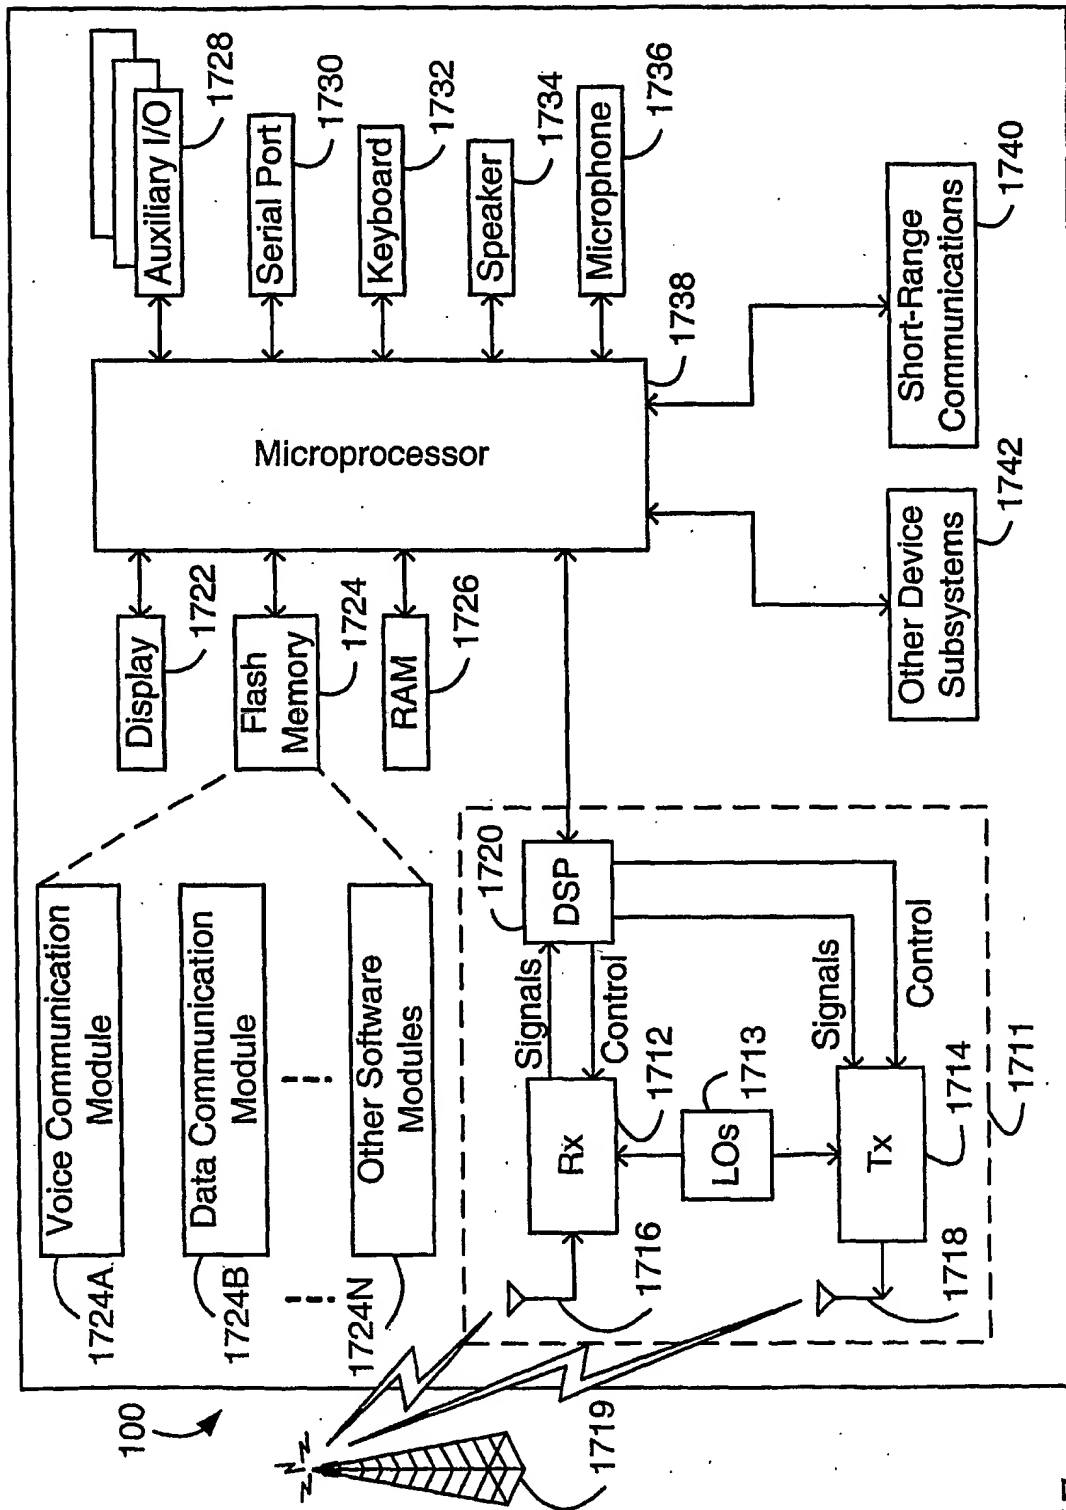 100
1719
Voice Communication
Module
1724A
Data Communication
Module
1724B
Other Software
Modules
1724N
Display
1722
Flash
Memory
1724
RAM
1726
Microprocessor
1738
Auxiliary I/O
1728
Serial Port
1730
Keyboard
1732
Speaker
1734
Microphone
1736
Short-Range
Communications
1740
Other Device
Subsystems
1742
DSP
1720
Signals
Control
Rx
1712
LOs
1713
Signals
Control
Tx
1714
1716
1718
1711